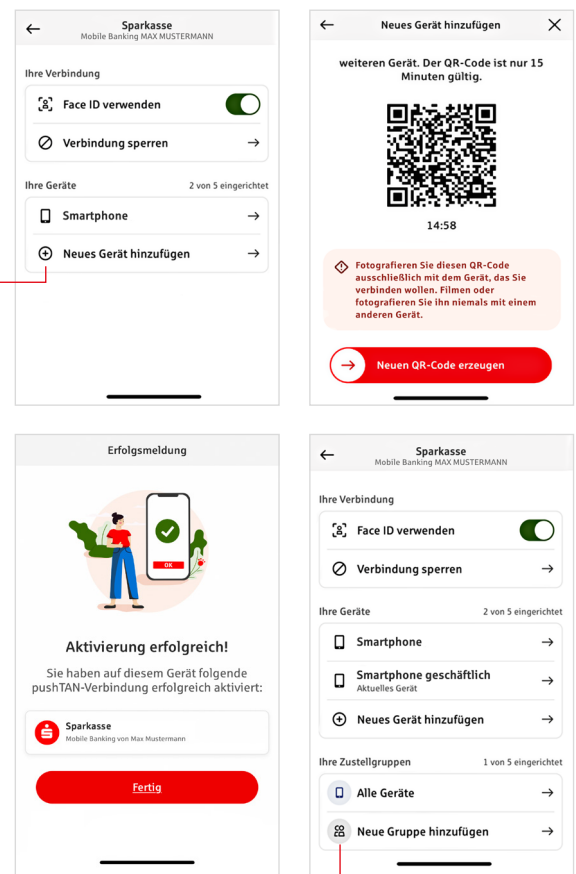 Sparkasse
Mobile Banking MAX MUSTERMANN
Ihre Verbindung
Face ID verwenden
Verbindung sperren
Ihre Geräte 2 von 5 eingerichtet
Smartphone
Neues Gerät hinzufügen
Neues Gerät hinzufügen
weiteren Gerät. Der QR-Code ist nur 15
Minuten gültig.
14:58
Fotografieren Sie diesen QR-Code
ausschließlich mit dem Gerät, das Sie
verbinden wollen. Filmen oder
fotografieren Sie ihn niemals mit einem
anderen Gerät.
Neuen QR-Code erzeugen
Erfolgsmeldung
OK
Aktivierung erfolgreich!
Sie haben auf diesem Gerät folgende
pushTAN-Verbindung erfolgreich aktiviert:
Sparkasse
Mobile Banking von Max Mustermann
Fertig
Sparkasse
Mobile Banking MAX MUSTERMANN
Ihre Verbindung
Face ID verwenden
Verbindung sperren
Ihre Geräte 2 von 5 eingerichtet
Smartphone
Smartphone geschäftlich
Aktuelles Gerät
Neues Gerät hinzufügen
Ihre Zustellgruppen 1 von 5 eingerichtet
Alle Geräte
Neue Gruppe hinzufügen